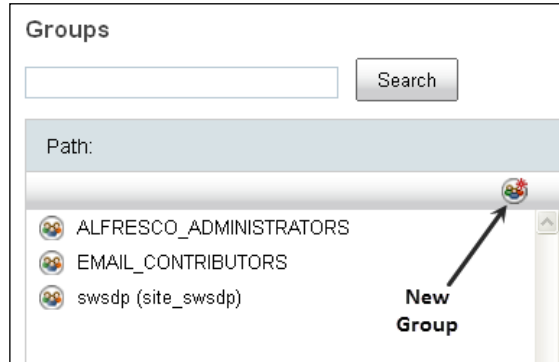 Groups
Search
Path:
ALFRESCO_ADMINISTRATORS
EMAIL_CONTRIBUTORS
swsdp (site_swsdp)
New
Group